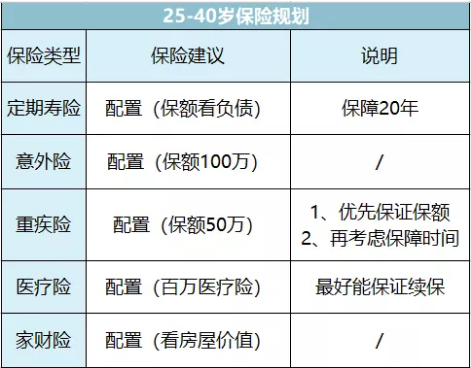 25-40岁保险规划
保险类型 保险建议 说明
定期寿险 配置（保额看负债） 保障20年
意外险 配置（保额100万） /
重疾险 配置（保额50万） 1、优先保证保额
2、再考虑保障时间
医疗险 配置（百万医疗险） 最好能保证续保
家财险 配置（看房屋价值） /